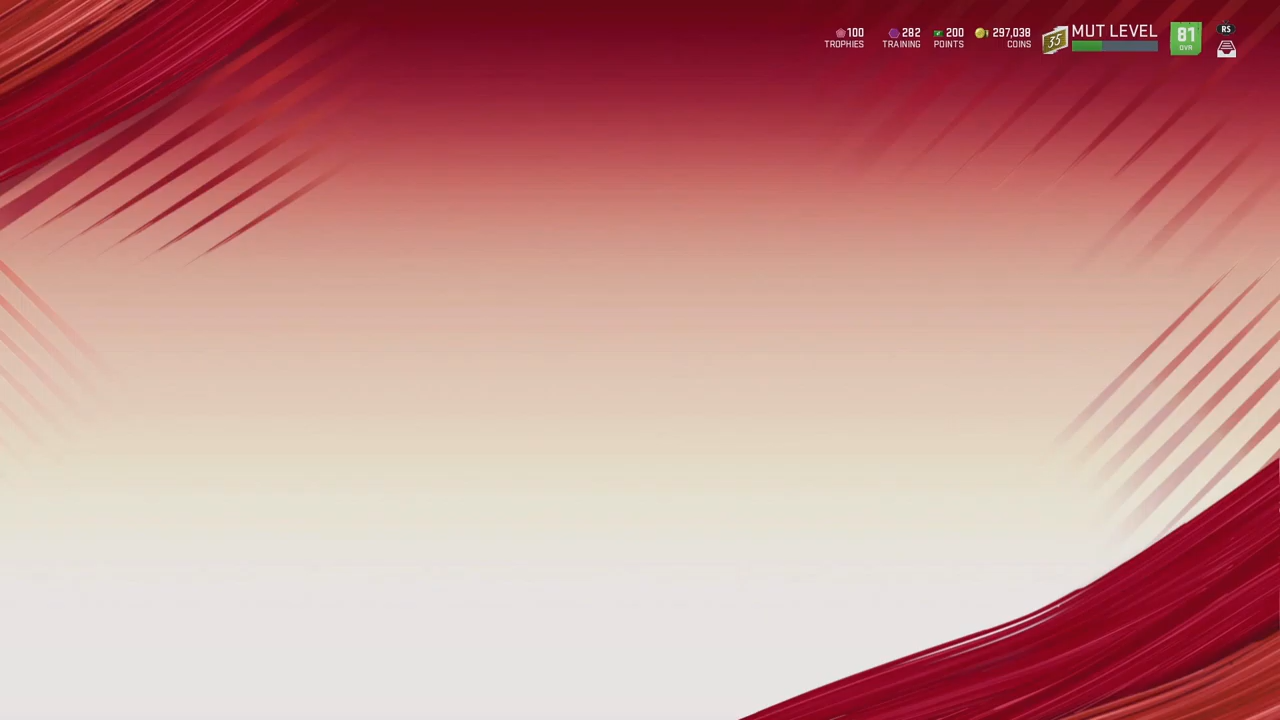 100 282 200 297,038 MUT LEVEL 81 RS
TROPHIES TRAINING POINTS COINS 35 OVR